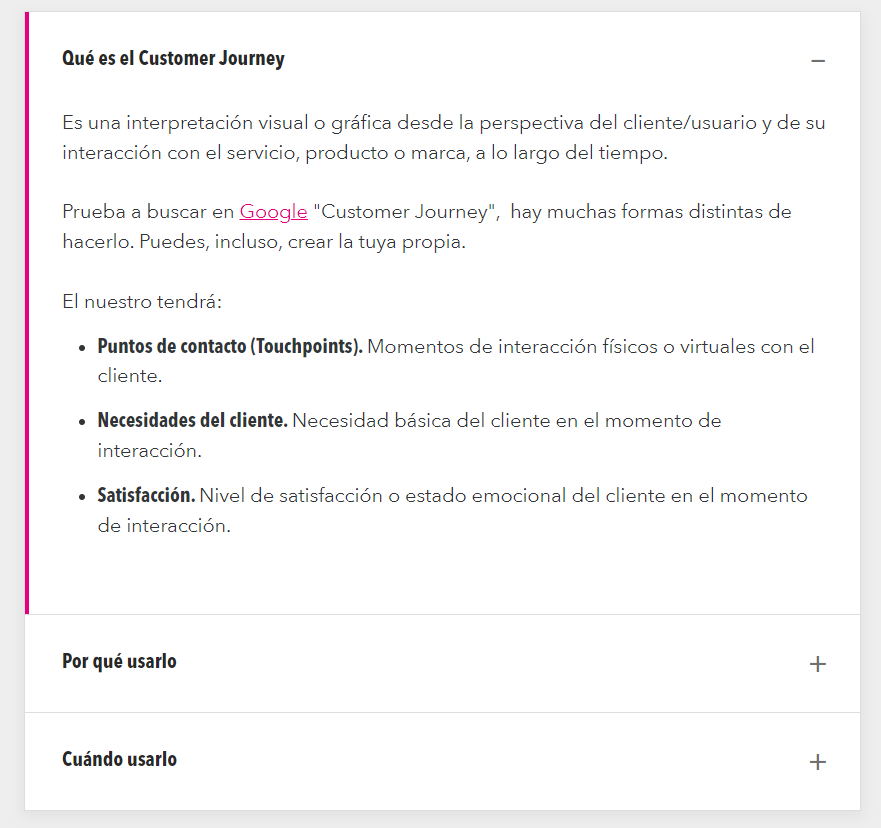 Qué es el Customer Journey
Es una interpretación visual o gráfica desde la perspectiva del cliente/usuario y de su
interacción con el servicio, producto o marca, a lo largo del tiempo.
Prueba a buscar en Google "Customer Journey",  hay muchas formas distintas de
hacerlo. Puedes, incluso, crear la tuya propia.
El nuestro tendrá:
• Puntos de contacto (Touchpoints). Momentos de interacción físicos o virtuales con el
cliente.
• Necesidades del cliente. Necesidad básica del cliente en el momento de
interacción.
• Satisfacción. Nivel de satisfacción o estado emocional del cliente en el momento
de interacción.
Por qué usarlo
Cuándo usarlo